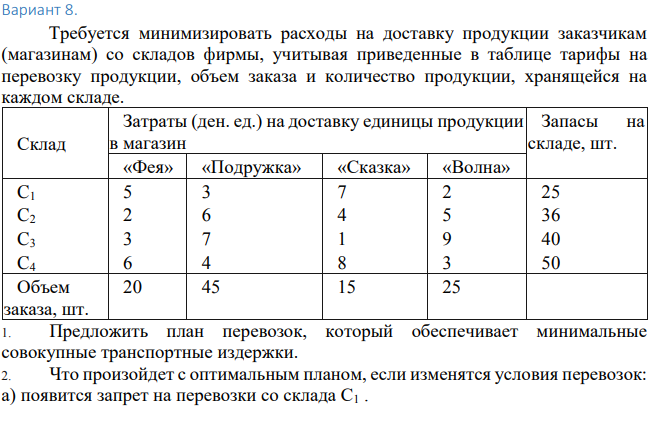 Вариант 8.
Требуется минимизировать расходы на доставку продукции заказчикам
(магазинам) со складов фирмы, учитывая приведенные в таблице тарифы на
перевозку продукции, объем заказа и количество продукции, хранящейся на
каждом складе.
Склад Затраты (ден. ед.) на доставку единицы продукции в магазин Запасы на складе, шт.
«Фея» «Подружка» «Сказка» «Волна»
С1 5 3 7 2 25
С2 2 6 4 5 36
С3 3 7 1 9 40
С4 6 4 8 3 50
Объем заказа, шт. 20 45 15 25
1. Предложить план перевозок, который обеспечивает минимальные
совокупные транспортные издержки.
2. Что произойдет с оптимальным планом, если изменятся условия перевозок:
а) появится запрет на перевозки со склада С1 .